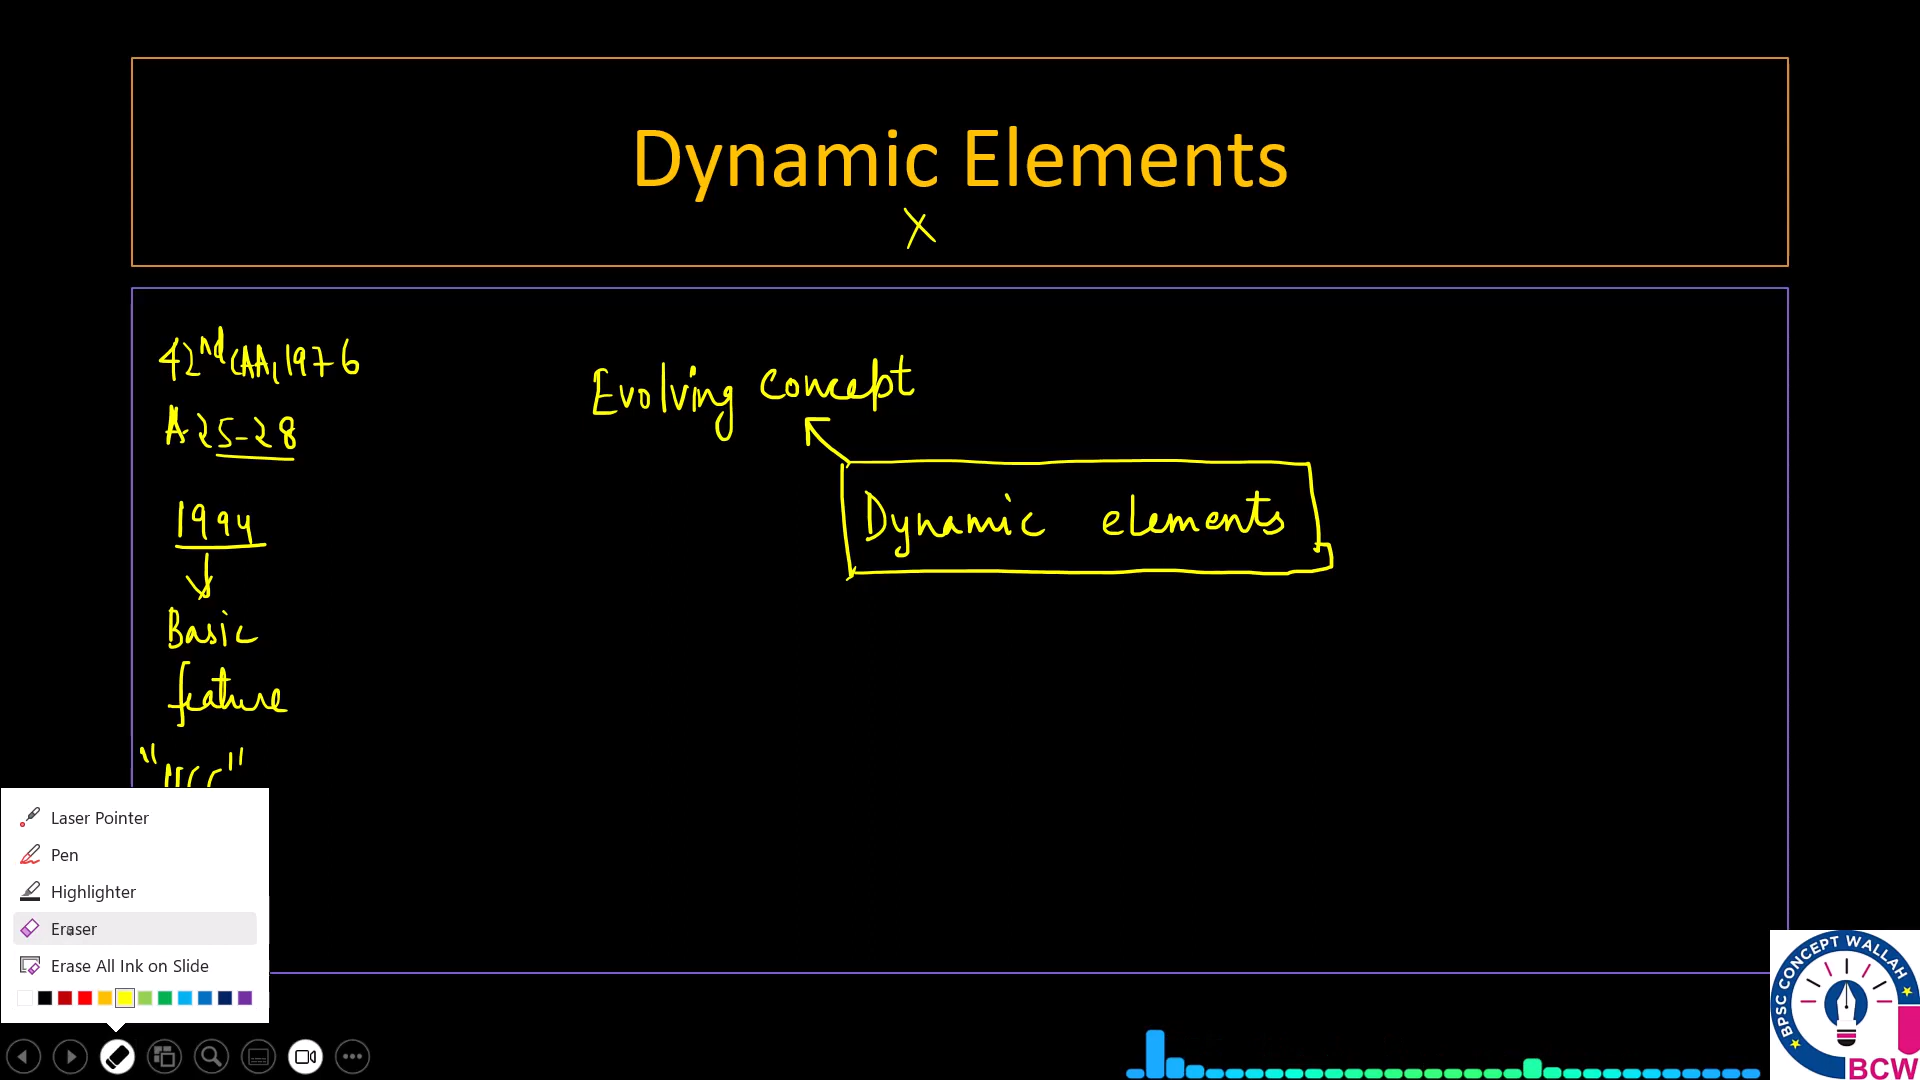 Dynamic Elements
X
42nd CAA, 1976
A. 25-28
1994
Basic
feature
Evolving concept
Dynamic elements
Laser Pointer
Pen
Highlighter
Eraser
Erase All Ink on Slide
BPSC CONCEPT WALLAH
BCW